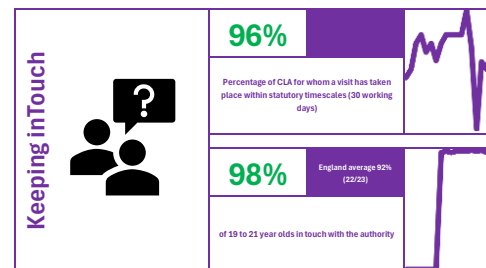 Keeping inTouch
?
96%
Percentage of CLA for whom a visit has taken
place within statutory timescales (30 working
days)
98%
England average 92%
(22/23)
of 19 to 21 year olds in touch with the authority